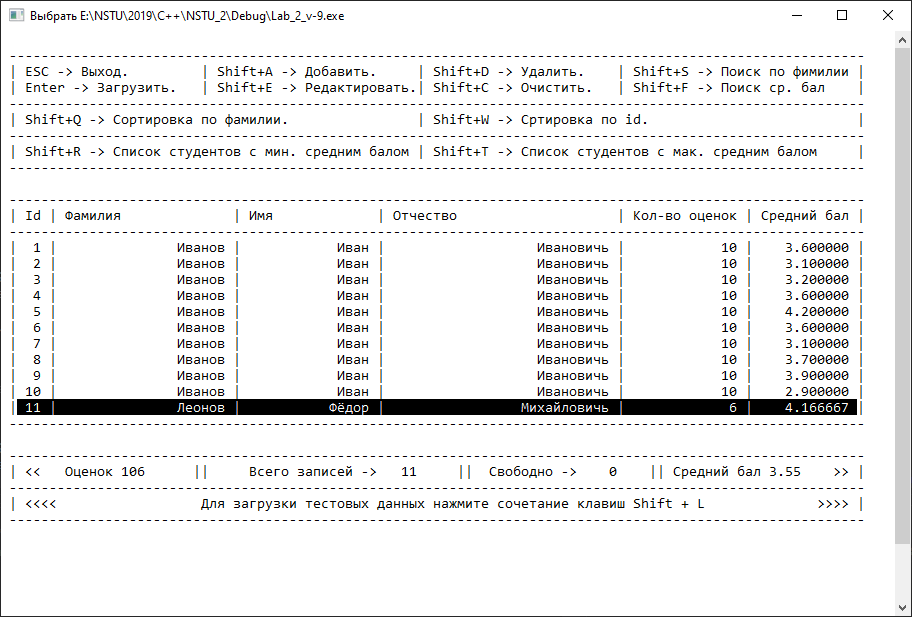 Выбрать E:\NSTU\2019\C++\NSTU_2\Debug\Lab_2_v-9.exe
| ESC -> Выход. | Shift+A -> Добавить. | Shift+D -> Удалить. | Shift+S -> Поиск по фимилии |
| Enter -> Загрузить. | Shift+E -> Редактировать.| Shift+C -> Очистить. | Shift+F -> Поиск ср. бал |
| Shift+Q -> Сортировка по фамилии. | Shift+W -> Сртировка по id. |
| Shift+R -> Список студентов с мин. средним балом | Shift+T -> Список студентов с мак. средним балом |
| Id | Фамилия | Имя | Отчество | Кол-во оценок | Средний бал |
| 1 | Иванов | Иван | Ивановичь | 10 | 3.600000 |
| 2 | Иванов | Иван | Ивановичь | 10 | 3.100000 |
| 3 | Иванов | Иван | Ивановичь | 10 | 3.200000 |
| 4 | Иванов | Иван | Ивановичь | 10 | 3.600000 |
| 5 | Иванов | Иван | Ивановичь | 10 | 4.200000 |
| 6 | Иванов | Иван | Ивановичь | 10 | 3.600000 |
| 7 | Иванов | Иван | Ивановичь | 10 | 3.100000 |
| 8 | Иванов | Иван | Ивановичь | 10 | 3.700000 |
| 9 | Иванов | Иван | Ивановичь | 10 | 3.900000 |
| 10 | Иванов | Иван | Ивановичь | 10 | 2.900000 |
| 11 | Леонов | Фёдор | Михайловичь | 6 | 4.166667 |
| << Оценок 106 || Всего записей -> 11 || Свободно -> 0 || Средний бал 3.55 >> |
| <<<< Для загрузки тестовых данных нажмите сочетание клавиш Shift + L >>>> |